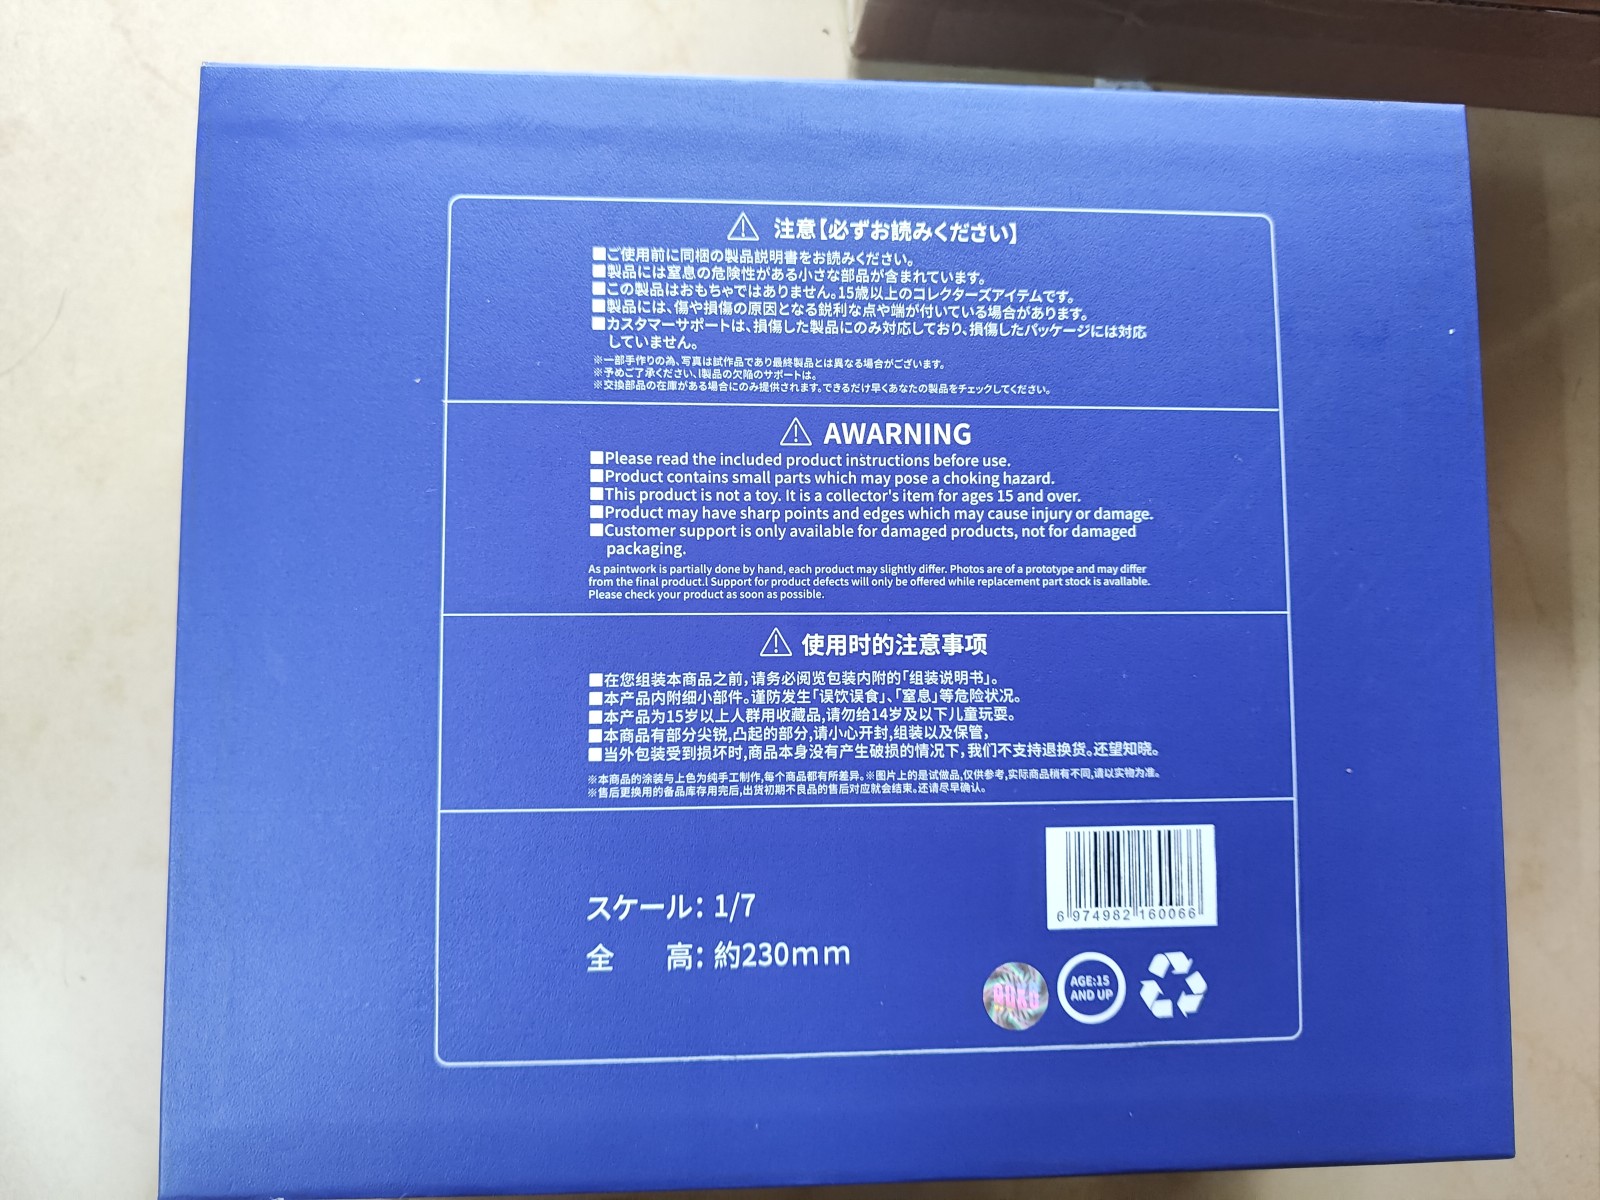 注意【必ずお読みください】
■ご使用前に同梱の製品説明書をお読みください。
■製品には窒息の危険性がある小さな部品が含まれています。
■この製品はおもちゃではありません。15歳以上のコレクターズアイテムです。
■製品には、傷や損傷の原因となる鋭利な点や端が付いている場合があります。
■カスタマーサポートは、損傷した製品にのみ対応しており、損傷したパッケージには対応
していません。
※一部手作りの為、写真は試作品であり最終製品とは異なる場合がございます。
※予めご了承ください、l製品の欠陥のサポートは。
※交換部品の在庫がある場合にのみ提供されます。できるだけ早くあなたの製品をチェックしてください。
AWARNING
■Please read the included product instructions before use.
■Product contains small parts which may pose a choking hazard.
■This product is not a toy. It is a collector's item for ages 15 and over.
■Product may have sharp points and edges which may cause injury or damage.
■Customer support is only available for damaged products, not for damaged
packaging.
As paintwork is partially done by hand, each product may slightly differ. Photos are of a prototype and may differ
from the final product.l Support for product defects will only be offered while replacement part stock is available.
Please check your product as soon as possible.
使用时的注意事项
■在您组装本商品之前,请务必阅览包装内附的「组装说明书」。
■本产品内附细小部件。谨防发生「误饮误食」、「窒息」等危险状况。
■本产品为15岁以上人群用收藏品,请勿给14岁及以下儿童玩耍。
■本商品有部分尖锐,凸起的部分,请小心开封,组装以及保管,
■当外包装受到损坏时,商品本身没有产生破损的情况下,我们不支持退换货。还望知晓。
※本商品的涂装与上色为纯手工制作,每个商品都有所差异。※图片上的是试做品,仅供参考,实际商品稍有不同,请以实物为准。
※售后更换用的备品库存用完后,出货初期不良品的售后对应就会结束。还请尽早确认。
6 974982 160066
スケール: 1/7
全 高: 約230mm
AGE:15
AND UP